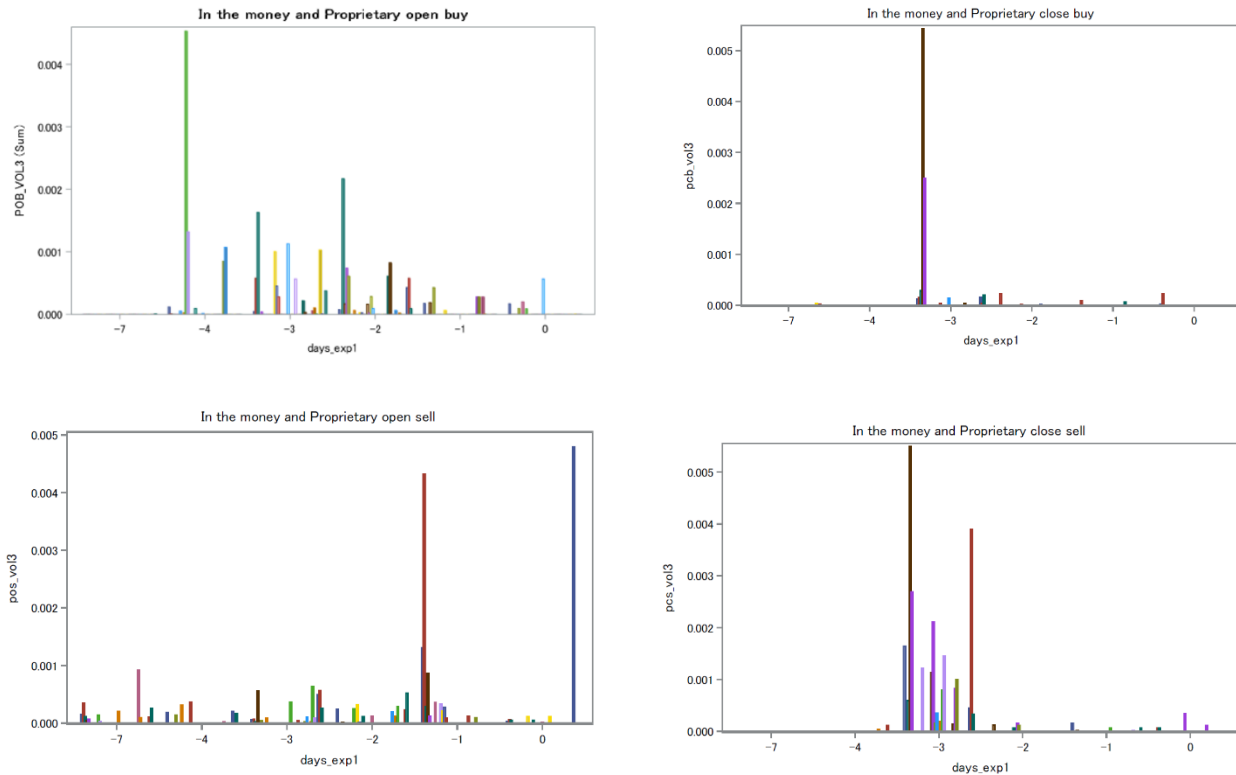 In the money and Proprietary open buy
0.004
0.003
0.002
0.001
0.000
POB_VOL3 (Sum)
-7 -4 -3 -2 -1 0
days_exp1
In the money and Proprietary close buy
0.005
0.004
0.003
0.002
0.001
0.000
pcb_vol3
-7 -4 -3 -2 -1 0
days_exp1
In the money and Proprietary open sell
0.005
0.004
0.003
0.002
0.001
0.000
pos_vol3
-7 -4 -3 -2 -1 0
days_exp1
In the money and Proprietary close sell
0.005
0.004
0.003
0.002
0.001
0.000
pcs_vol3
-7 -4 -3 -2 -1 0
days_exp1